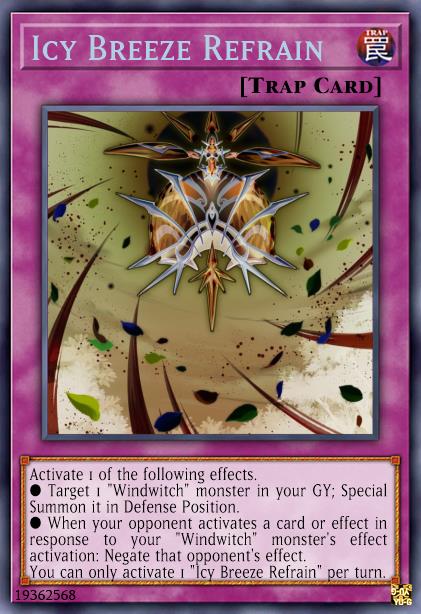 Icy Breeze Refrain
TRAP
罠
[Trap Card]
Activate 1 of the following effects.
● Target 1 "Windwitch" monster in your GY; Special
Summon it in Defense Position.
● When your opponent activates a card or effect in
response to your "Windwitch" monster's effect
activation: Negate that opponent's effect.
You can only activate 1 "Icy Breeze Refrain" per turn.
19362568